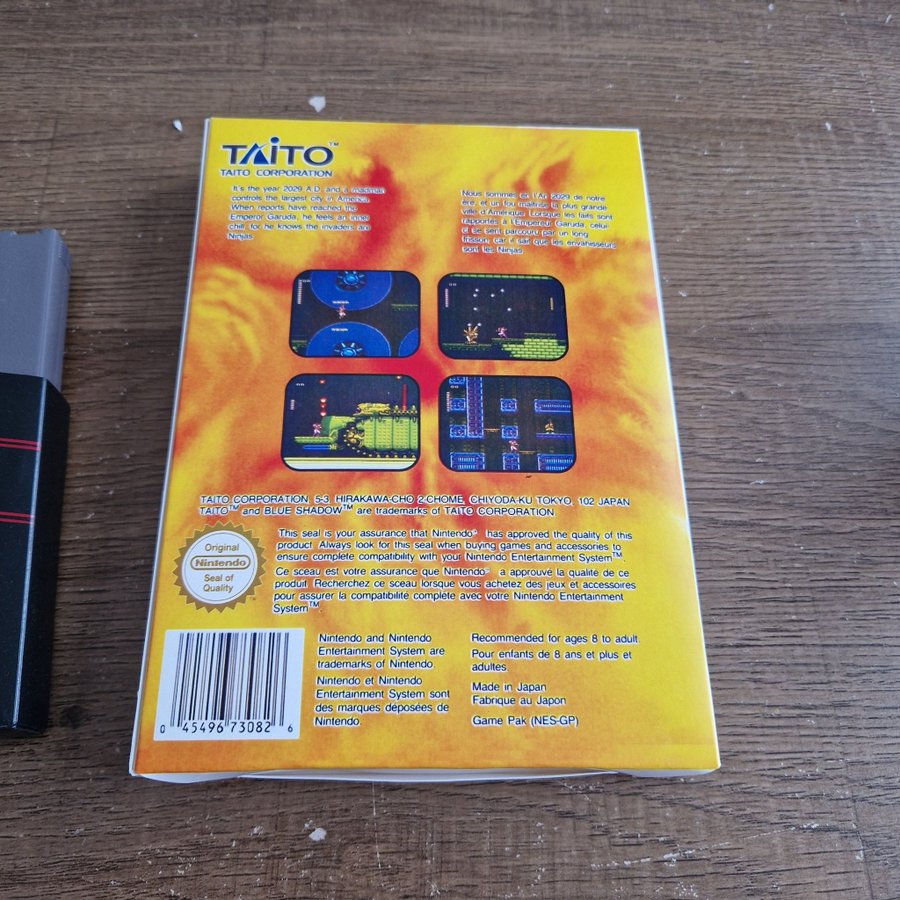 TAiTO™
TAITO CORPORATION
It's the year 2029 A.D. and a madman
controls the largest city in America.
When reports have reached the
Emperor Garuda, he feels an inner
chill, for he knows the invaders are
Ninjas.
Nous sommes en l'An 2029 de notre
ère, et un fou maîtrise la plus grande
ville d'Amérique. Lorsque les faits sont
rapportés à l'Empereur Garuda, celui-
ci se sent parcouru par un long
frisson, car il sait que les envahisseurs
sont les Ninjas.
TAITO CORPORATION, 5-3, HIRAKAWA-CHO 2-CHOME, CHIYODA-KU TOKYO, 102 JAPAN
TAITO™ and BLUE SHADOW™ are trademarks of TAITO CORPORATION.
Original
Nintendo
Seal of
Quality
This seal is your assurance that Nintendo® has approved the quality of this
product. Always look for this seal when buying games and accessories to
ensure complete compatibility with your Nintendo Entertainment System™.
Ce sceau est votre assurance que Nintendo® a approuvé la qualité de ce
produit. Recherchez ce sceau lorsque vous achetez des jeux et accessoires
pour assurer la compatibilité complète avec votre Nintendo Entertainment
System™.
Nintendo and Nintendo
Entertainment System are
trademarks of Nintendo.
Nintendo et Nintendo
Entertainment System sont
des marques déposées de
Nintendo.
Recommended for ages 8 to adult.
Pour enfants de 8 ans et plus et
adultes.
Made in Japan
Fabrique au Japon
Game Pak (NES-GP)
0 45496 73082 6